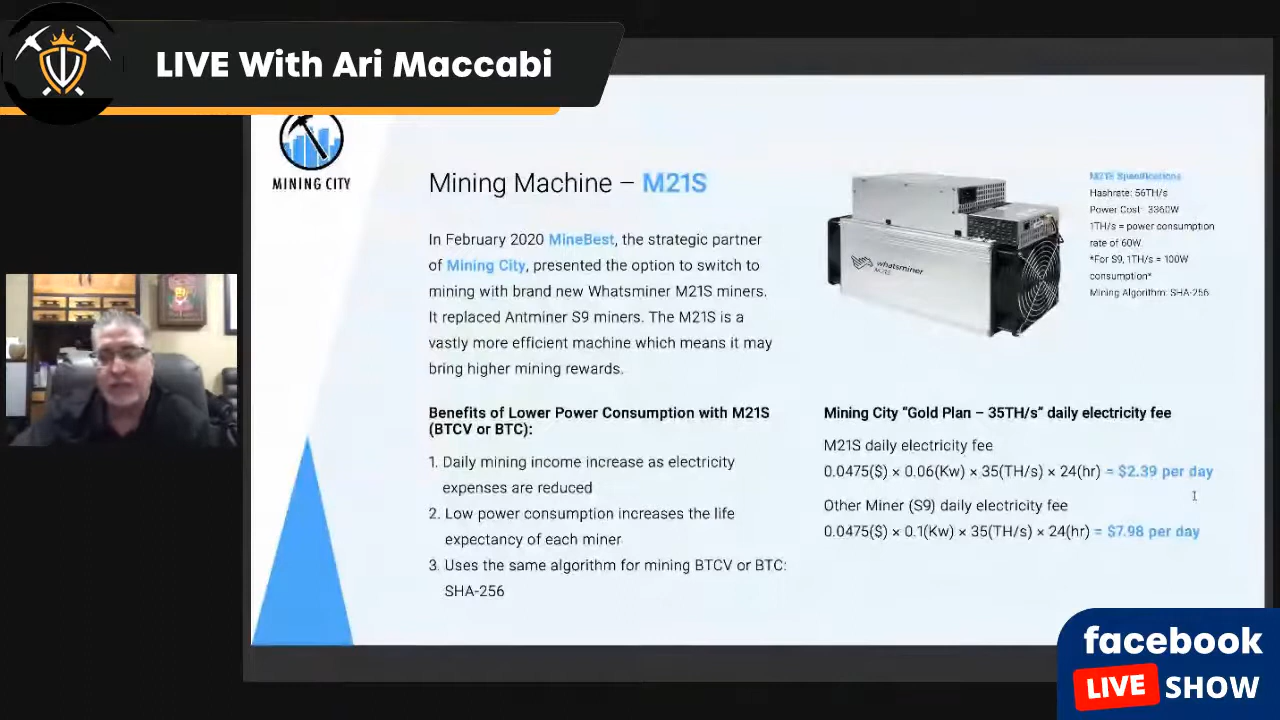 LIVE With Ari Maccabi
MINING CITY
Mining Machine – M21S
In February 2020 MineBest, the strategic partner
of Mining City, presented the option to switch to
mining with brand new Whatsminer M21S miners.
It replaced Antminer S9 miners. The M21S is a
vastly more efficient machine which means it may
bring higher mining rewards.
whatsminer
M21S Specifications
Hashrate: 56TH/s
Power Cost- 3360W
1TH/s = power consumption
rate of 60W
*For S9, 1TH/s = 100W
consumption*
Mining Algorithm: SHA-256
Benefits of Lower Power Consumption with M21S
(BTCV or BTC):
1. Daily mining income increase as electricity
expenses are reduced
2. Low power consumption increases the life
expectancy of each miner
3. Uses the same algorithm for mining BTCV or BTC:
SHA-256
Mining City “Gold Plan – 35TH/s” daily electricity fee
M21S daily electricity fee
0.0475($) × 0.06(Kw) × 35(TH/s) × 24(hr) = $2.39 per day
Other Miner (S9) daily electricity fee
0.0475($) × 0.1(Kw) × 35(TH/s) × 24(hr) = $7.98 per day
facebook
LIVE SHOW